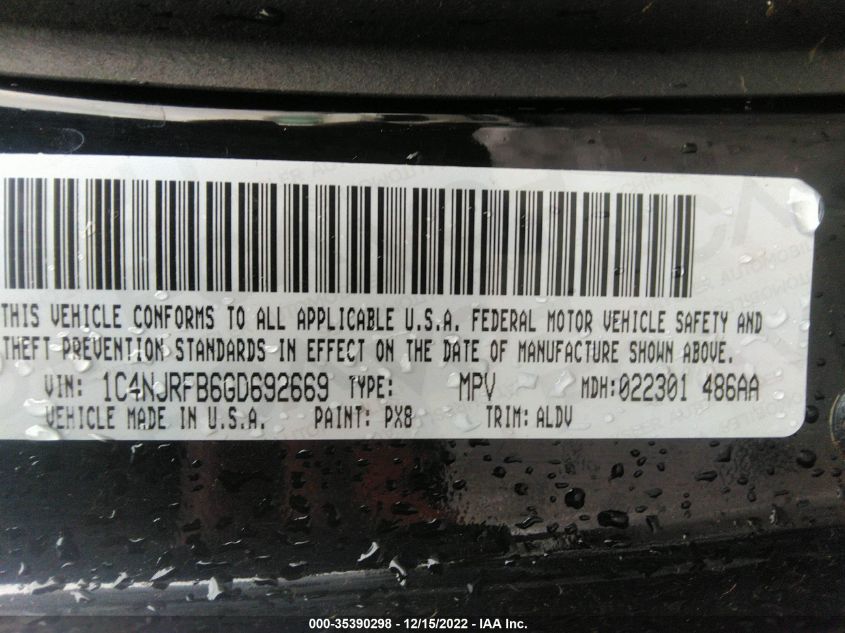 THIS VEHICLE CONFORMS TO ALL APPLICABLE U.S.A. FEDERAL MOTOR VEHICLE SAFETY AND
THEFT PREVENTION STANDARDS IN EFFECT ON THE DATE OF MANUFACTURE SHOWN ABOVE.
VIN: 1C4NJRFB6GD692669 TYPE: MPV MDH:022301 486AA
VEHICLE MADE IN U.S.A. PAINT: PX8 TRIM: ALDV
000-35390298 - 12/15/2022 - IAA Inc.